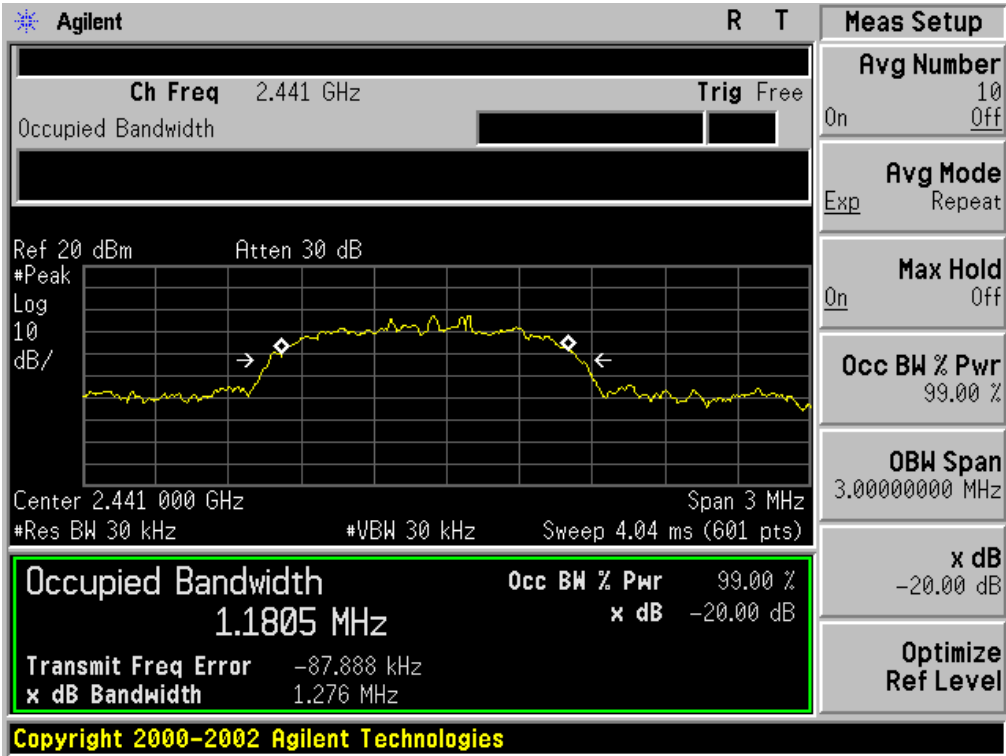 Agilent R T
Ch Freq 2.441 GHz Trig Free
Occupied Bandwidth
Ref 20 dBm Atten 30 dB
#Peak
Log
10
dB/
Center 2.441 000 GHz Span 3 MHz
#Res BW 30 kHz #VBW 30 kHz Sweep 4.04 ms (601 pts)
Occupied Bandwidth
1.1805 MHz
Occ BW % Pwr 99.00 %
x dB -20.00 dB
Transmit Freq Error -87.888 kHz
x dB Bandwidth 1.276 MHz
Copyright 2000-2002 Agilent Technologies
Meas Setup
Avg Number
10
On Off
Avg Mode
Exp Repeat
Max Hold
On Off
Occ BW % Pwr
99.00 %
OBW Span
3.00000000 MHz
x dB
-20.00 dB
Optimize
Ref Level